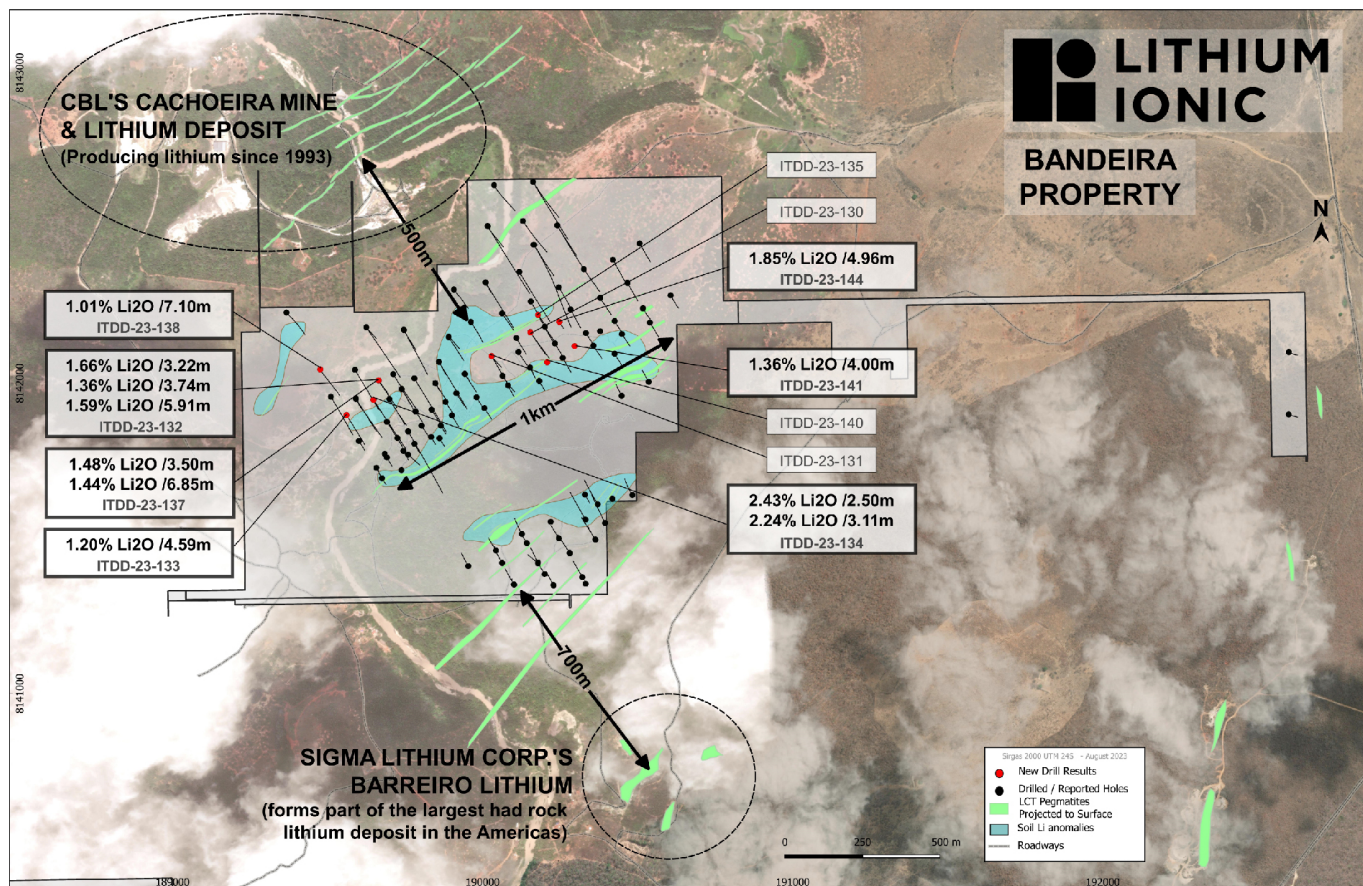 LITHIUM
IONIC
BANDEIRA
PROPERTY
N
CBL'S CACHOEIRA MINE
& LITHIUM DEPOSIT
(Producing lithium since 1993)
500m
1km
700m
ITDD-23-135
ITDD-23-130
1.85% Li2O /4.96m
ITDD-23-144
1.36% Li2O /4.00m
ITDD-23-141
ITDD-23-140
ITDD-23-131
2.43% Li2O /2.50m
2.24% Li2O /3.11m
ITDD-23-134
1.01% Li2O /7.10m
ITDD-23-138
1.66% Li2O /3.22m
1.36% Li2O /3.74m
1.59% Li2O /5.91m
ITDD-23-132
1.48% Li2O /3.50m
1.44% Li2O /6.85m
ITDD-23-137
1.20% Li2O /4.59m
ITDD-23-133
SIGMA LITHIUM CORP.'S
BARREIRO LITHIUM
(forms part of the largest had rock
lithium deposit in the Americas)
Sirgas 2000 UTM 24S - August 2023
New Drill Results
Drilled / Reported Holes
LCT Pegmatites
Projected to Surface
Soil Li anomalies
Roadways
0 250 500 m
8143000
8142000
8141000
189000
190000
191000
192000